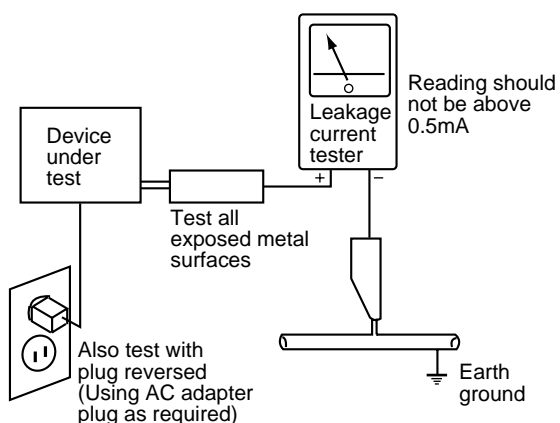 Device
under
test
Leakage
current
tester
+
−
Reading should
not be above
0.5mA
Test all
exposed metal
surfaces
Also test with
plug reversed
(Using AC adapter
plug as required)
Earth
ground